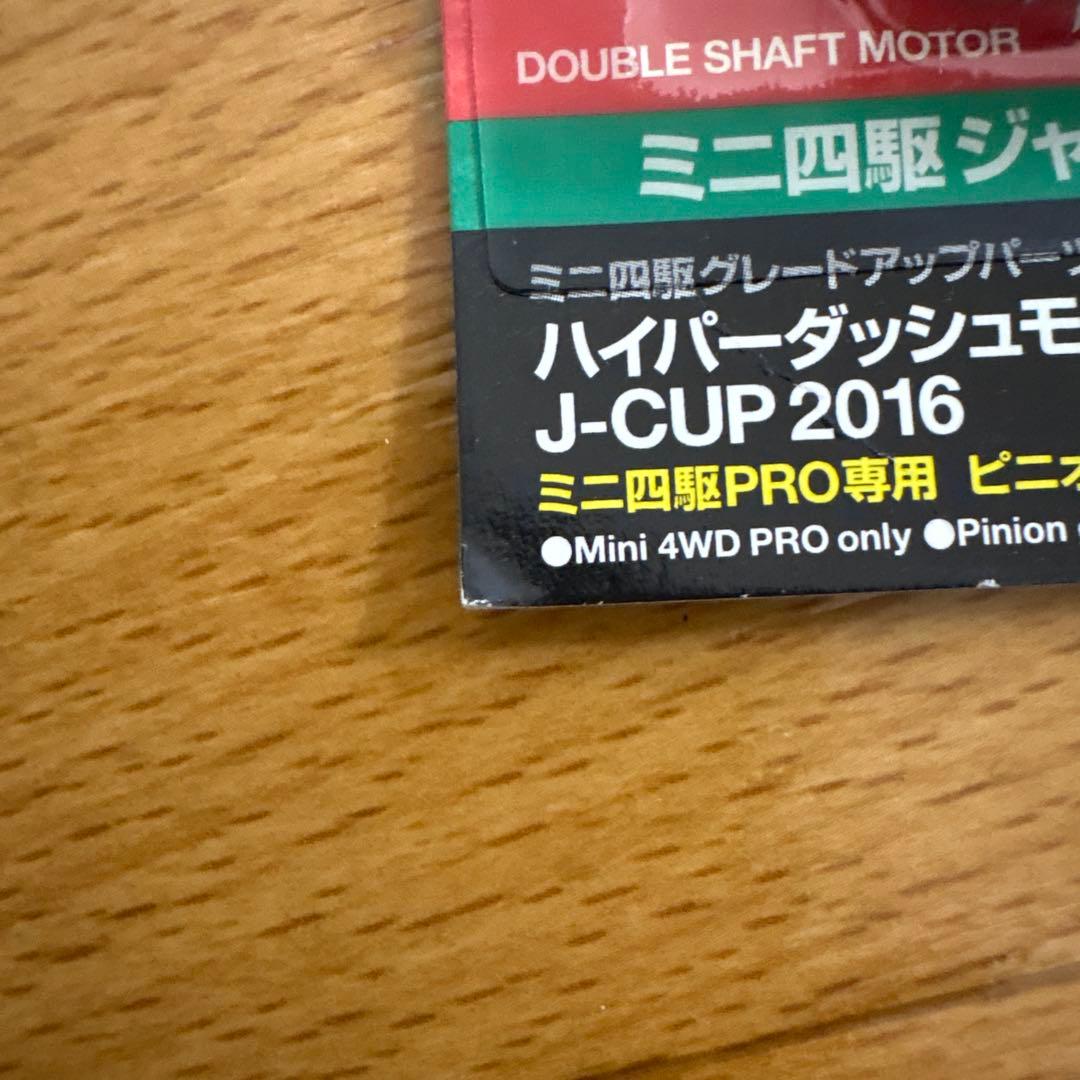 DOUBLE SHAFT MOTOR
ミニ四駆 ジャ
ミニ四駆グレードアップパーツ
ハイパーダッシュモ
J-CUP 2016
ミニ四駆PRO専用 ピニオ
●Mini 4WD PRO only ●Pinion